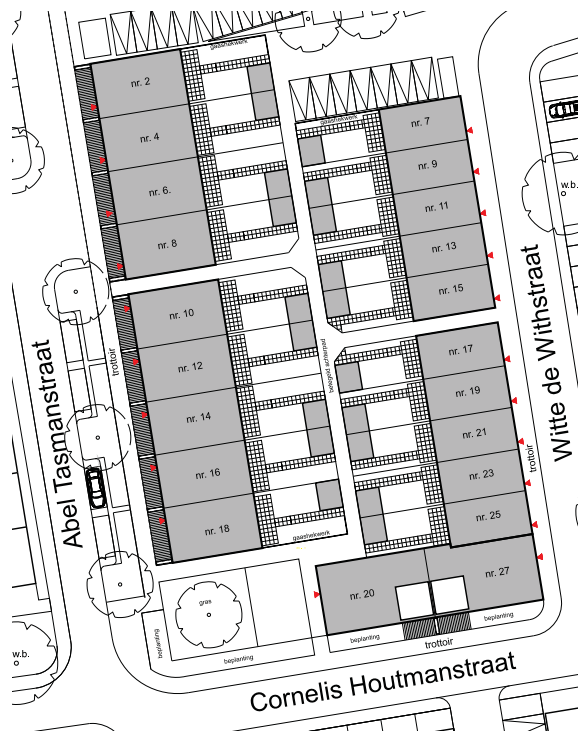 gaashekwerk
nr. 2
nr. 4
nr. 6.
nr. 8
nr. 10
nr. 12
nr. 14
nr. 16
nr. 18
gaashekwerk
gaashekwerk
nr. 7
nr. 9
nr. 11
nr. 13
nr. 15
nr. 17
nr. 19
nr. 21
nr. 23
nr. 25
nr. 27
nr. 20
betegeld achterpad
trottoir
Abel Tasmanstraat
Witte de Withstraat
trottoir
w.b.
w.b.
gras
beplanting
beplanting
beplanting
beplanting
trottoir
Cornelis Houtmanstraat